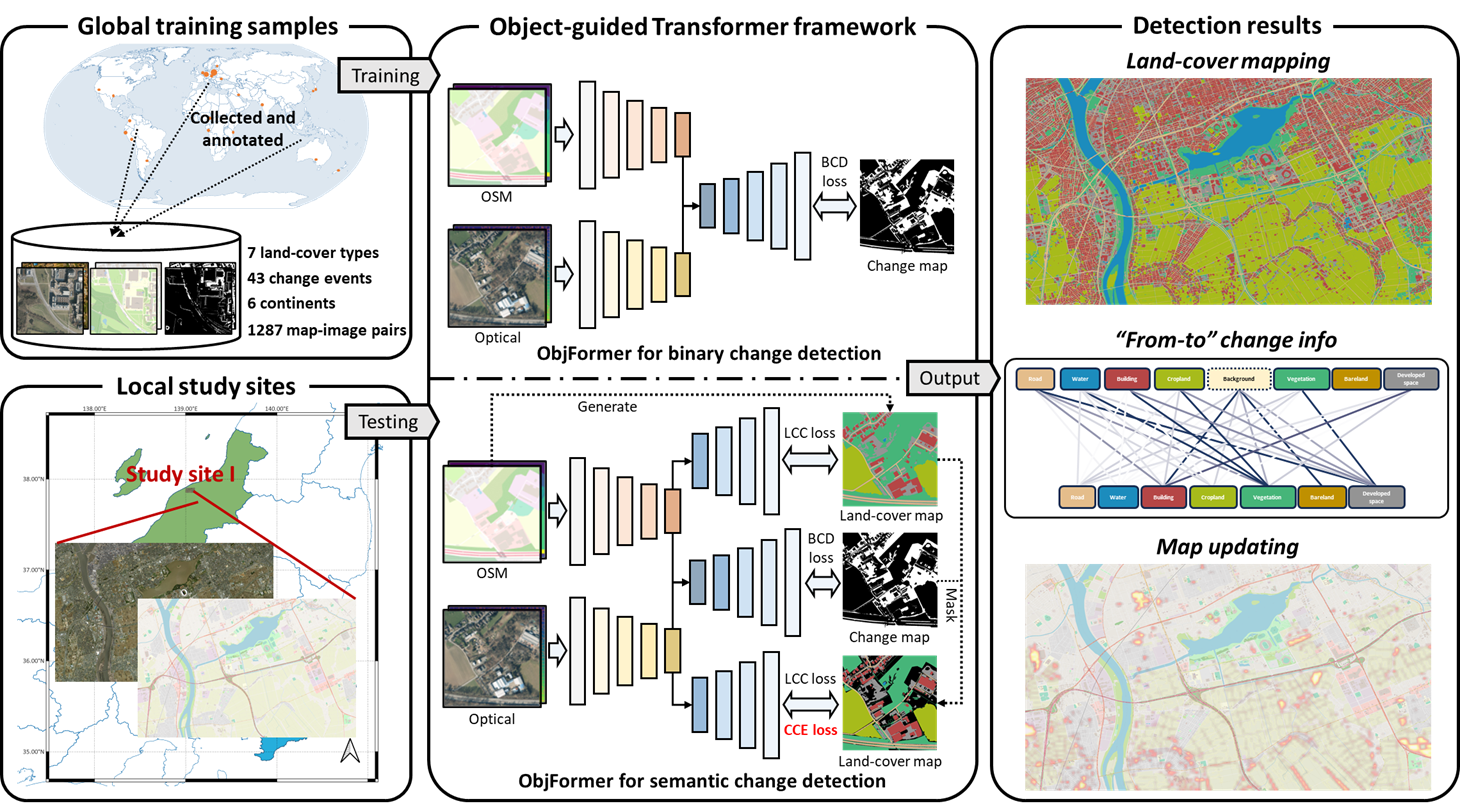 Global training samples
Training
Collected and
annotated
7 land-cover types
43 change events
6 continents
1287 map-image pairs
Local study sites
Testing
138.00°E
139.00°E
140.00°E
38.00°N
37.00°N
36.00°N
35.00°N
Study site I
Object-guided Transformer framework
OSM
Optical
BCD
loss
Change map
ObjFormer for binary change detection
Output
Generate
OSM
Optical
LCC loss
Land-cover map
BCD
loss
Change map
Mask
LCC loss
CCE loss
Land-cover map
ObjFormer for semantic change detection
Detection results
Land-cover mapping
“From-to” change info
Road
Water
Building
Cropland
Background
Vegetation
Bareland
Developed
space
Road
Water
Building
Cropland
Vegetation
Bareland
Developed
space
Map updating